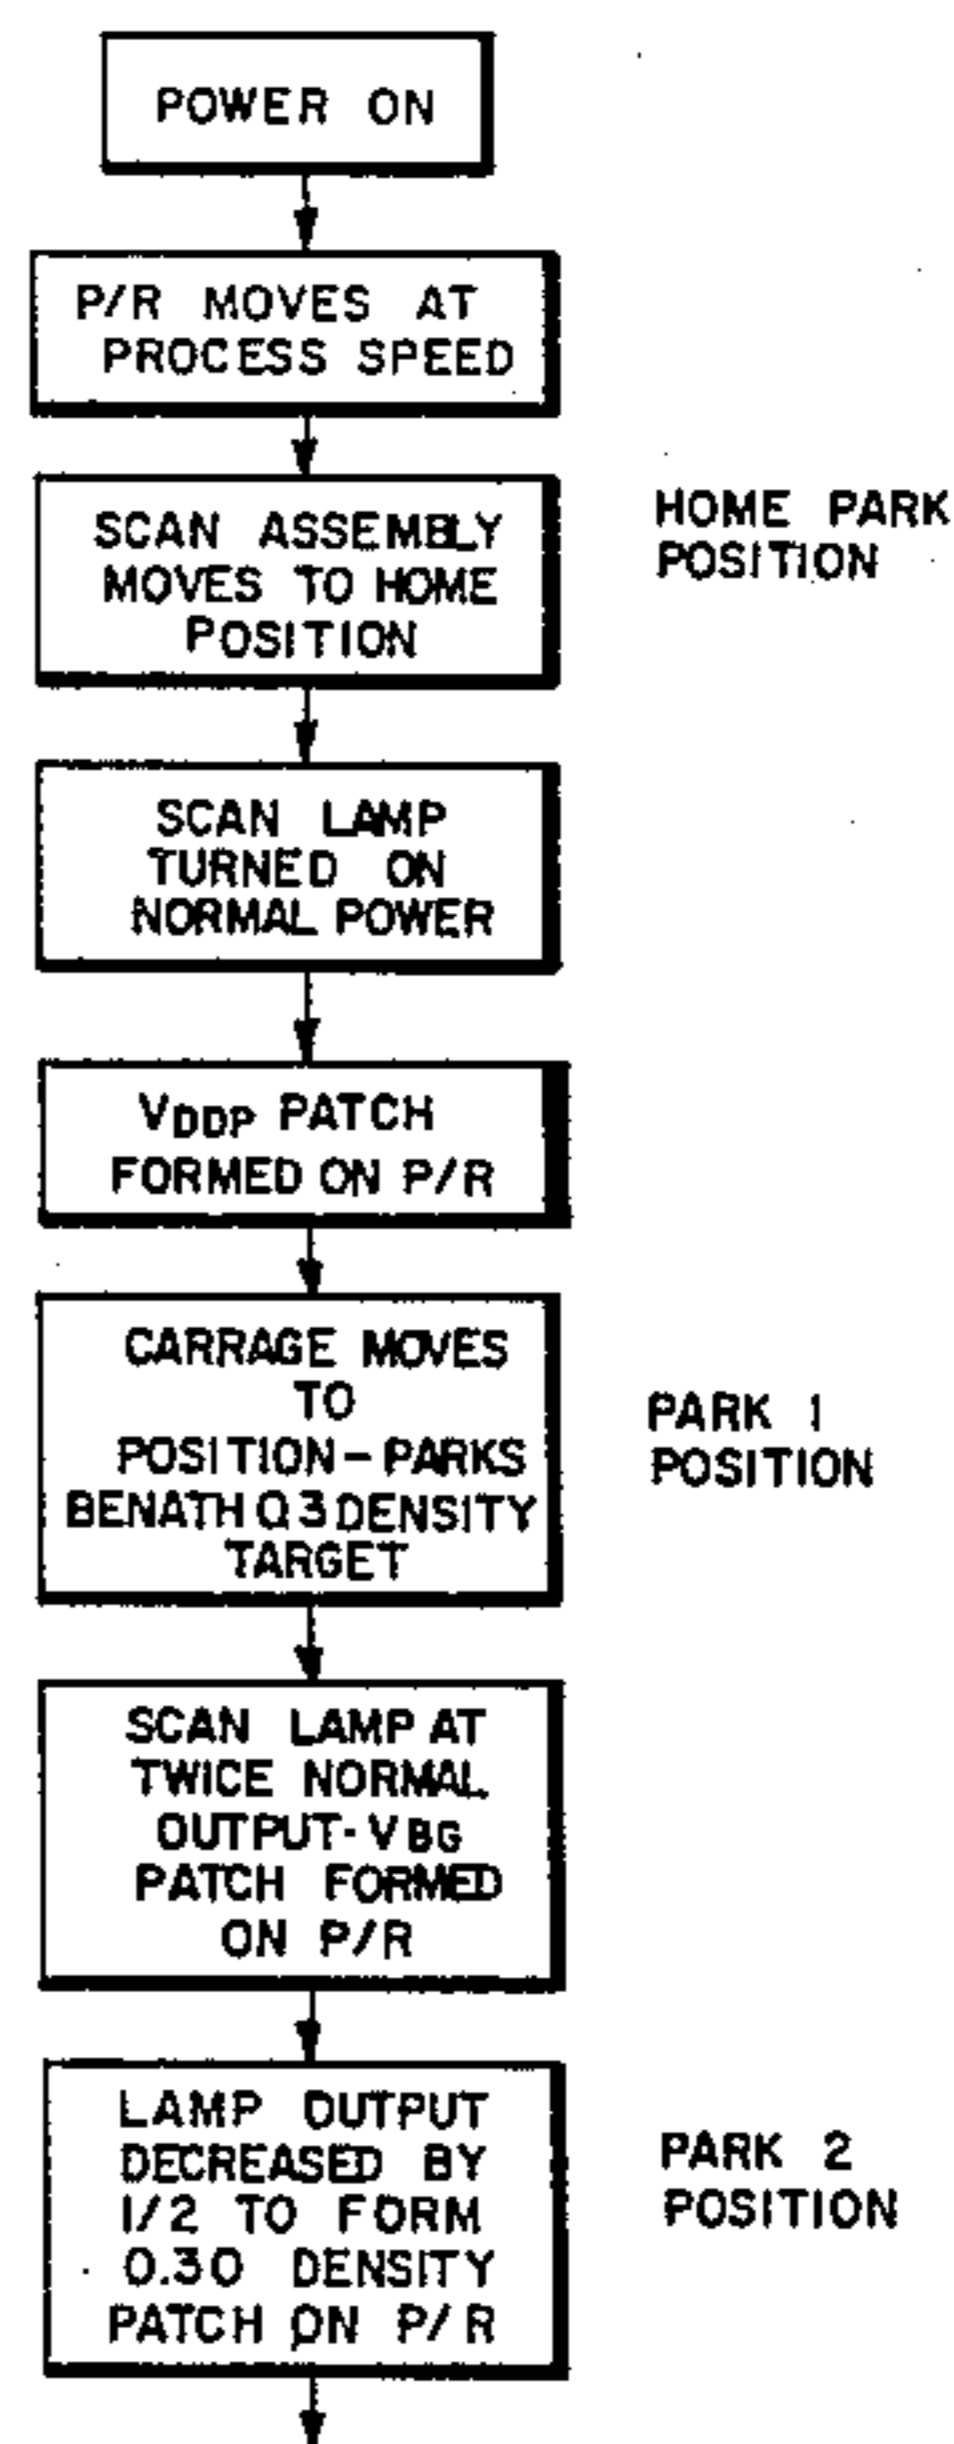 POWER ON
P/R MOVES AT
PROCESS SPEED
SCAN ASSEMBLY
MOVES TO HOME
POSITION
HOME PARK
POSITION
SCAN LAMP
TURNED ON
NORMAL POWER
VDDP PATCH
FORMED ON P/R
CARRAGE MOVES
TO
POSITION-PARKS
BENATH 0.3 DENSITY
TARGET
PARK 1
POSITION
SCAN LAMP AT
TWICE NORMAL
OUTPUT-VBG
PATCH FORMED
ON P/R
LAMP OUTPUT
DECREASED BY
1/2 TO FORM
0.30 DENSITY
PATCH ON P/R
PARK 2
POSITION